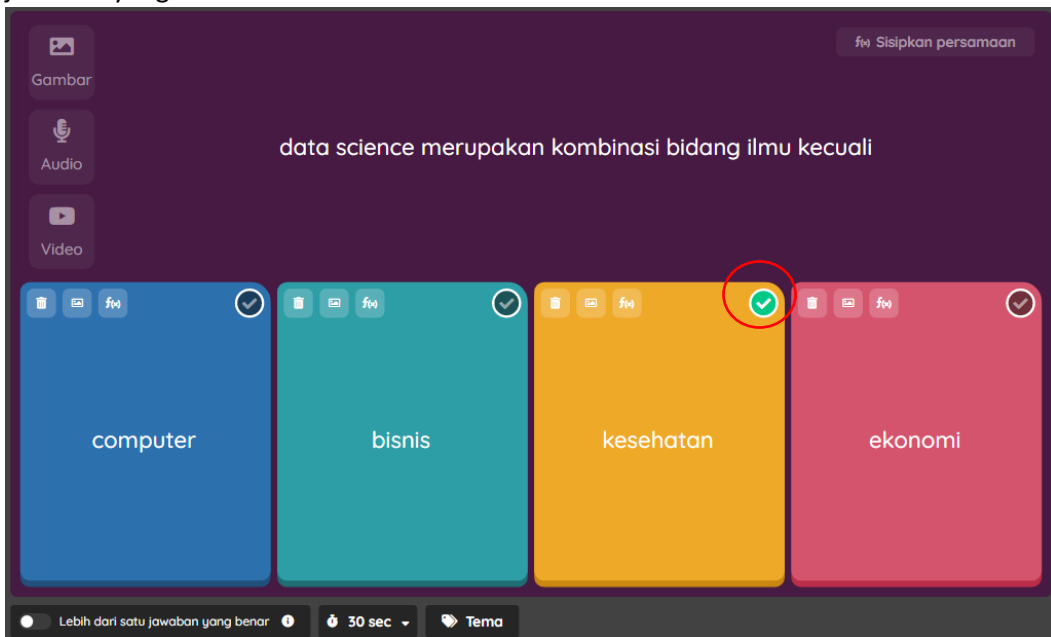 Gambar
f(x) Sisipkan persamaan
Audio
data science merupakan kombinasi bidang ilmu kecuali
Video
f(x)
f(x)
f(x)
f(x)
computer
bisnis
kesehatan
ekonomi
Lebih dari satu jawaban yang benar
30 sec
Tema